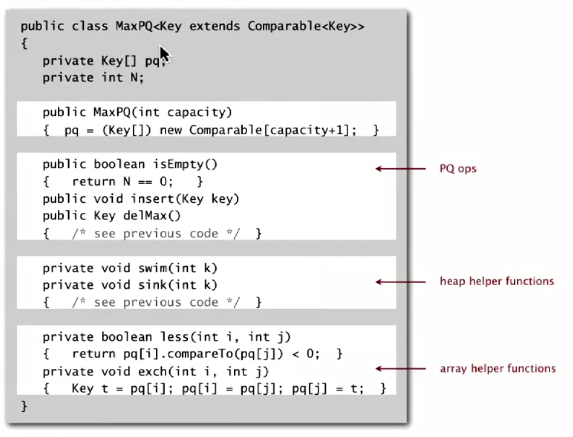 public class MaxPQ<Key extends Comparable<Key>>
{
private Key[] pq;
private int N;
public MaxPQ(int capacity)
{ pq = (Key[]) new Comparable[capacity+1]; }
public boolean isEmpty()
{ return N == 0; }
public void insert(Key key)
public Key delMax()
{ /* see previous code */ }
PQ ops
private void swim(int k)
private void sink(int k)
{ /* see previous code */ }
heap helper functions
private boolean less(int i, int j)
{ return pq[i].compareTo(pq[j]) < 0; }
private void exch(int i, int j)
{ Key t = pq[i]; pq[i] = pq[j]; pq[j] = t; }
array helper functions
}